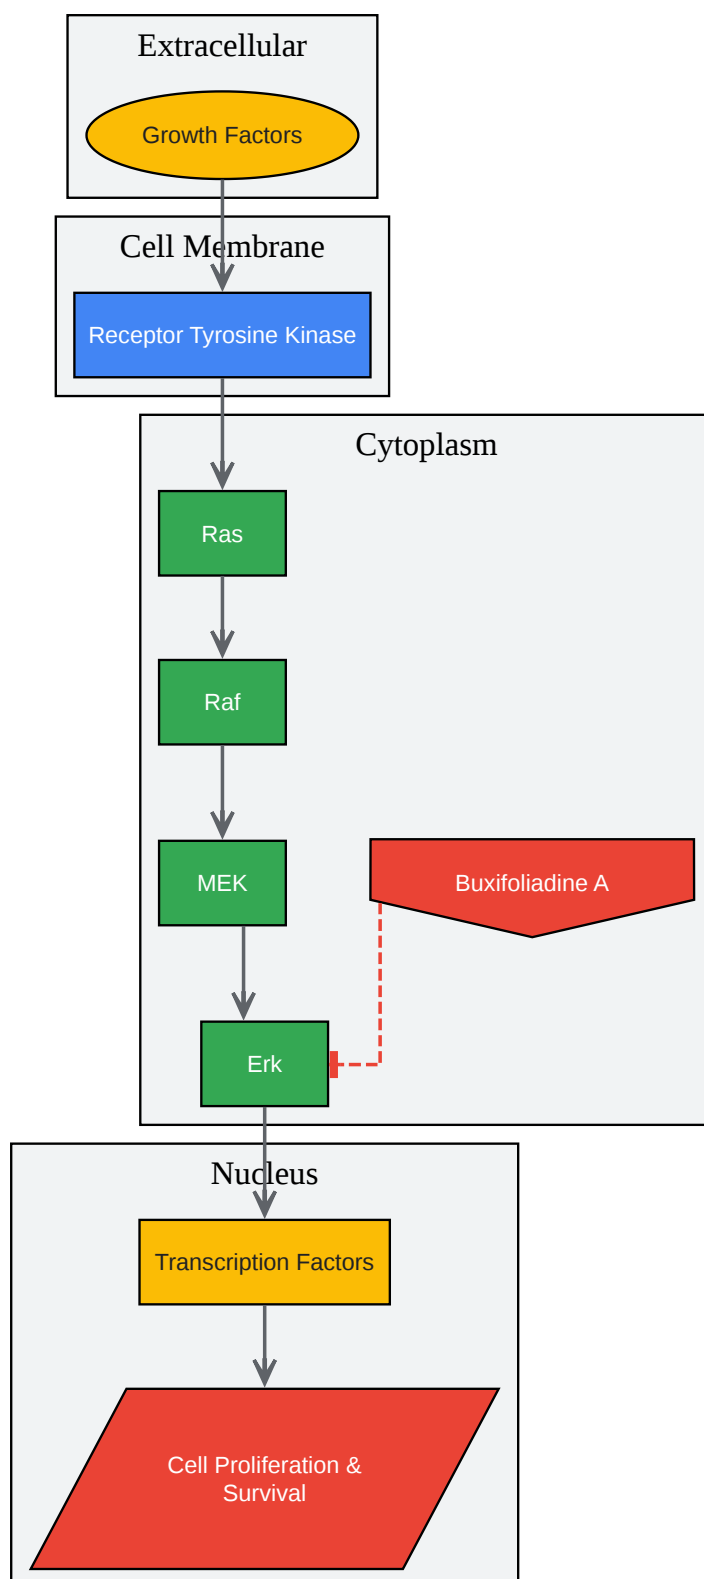 Extracellular
Growth Factors
Cell Membrane
Receptor Tyrosine Kinase
Cytoplasm
Ras
Raf
MEK
Buxifoliadine A
Erk
Nucleus
Transcription Factors
Cell Proliferation &
Survival